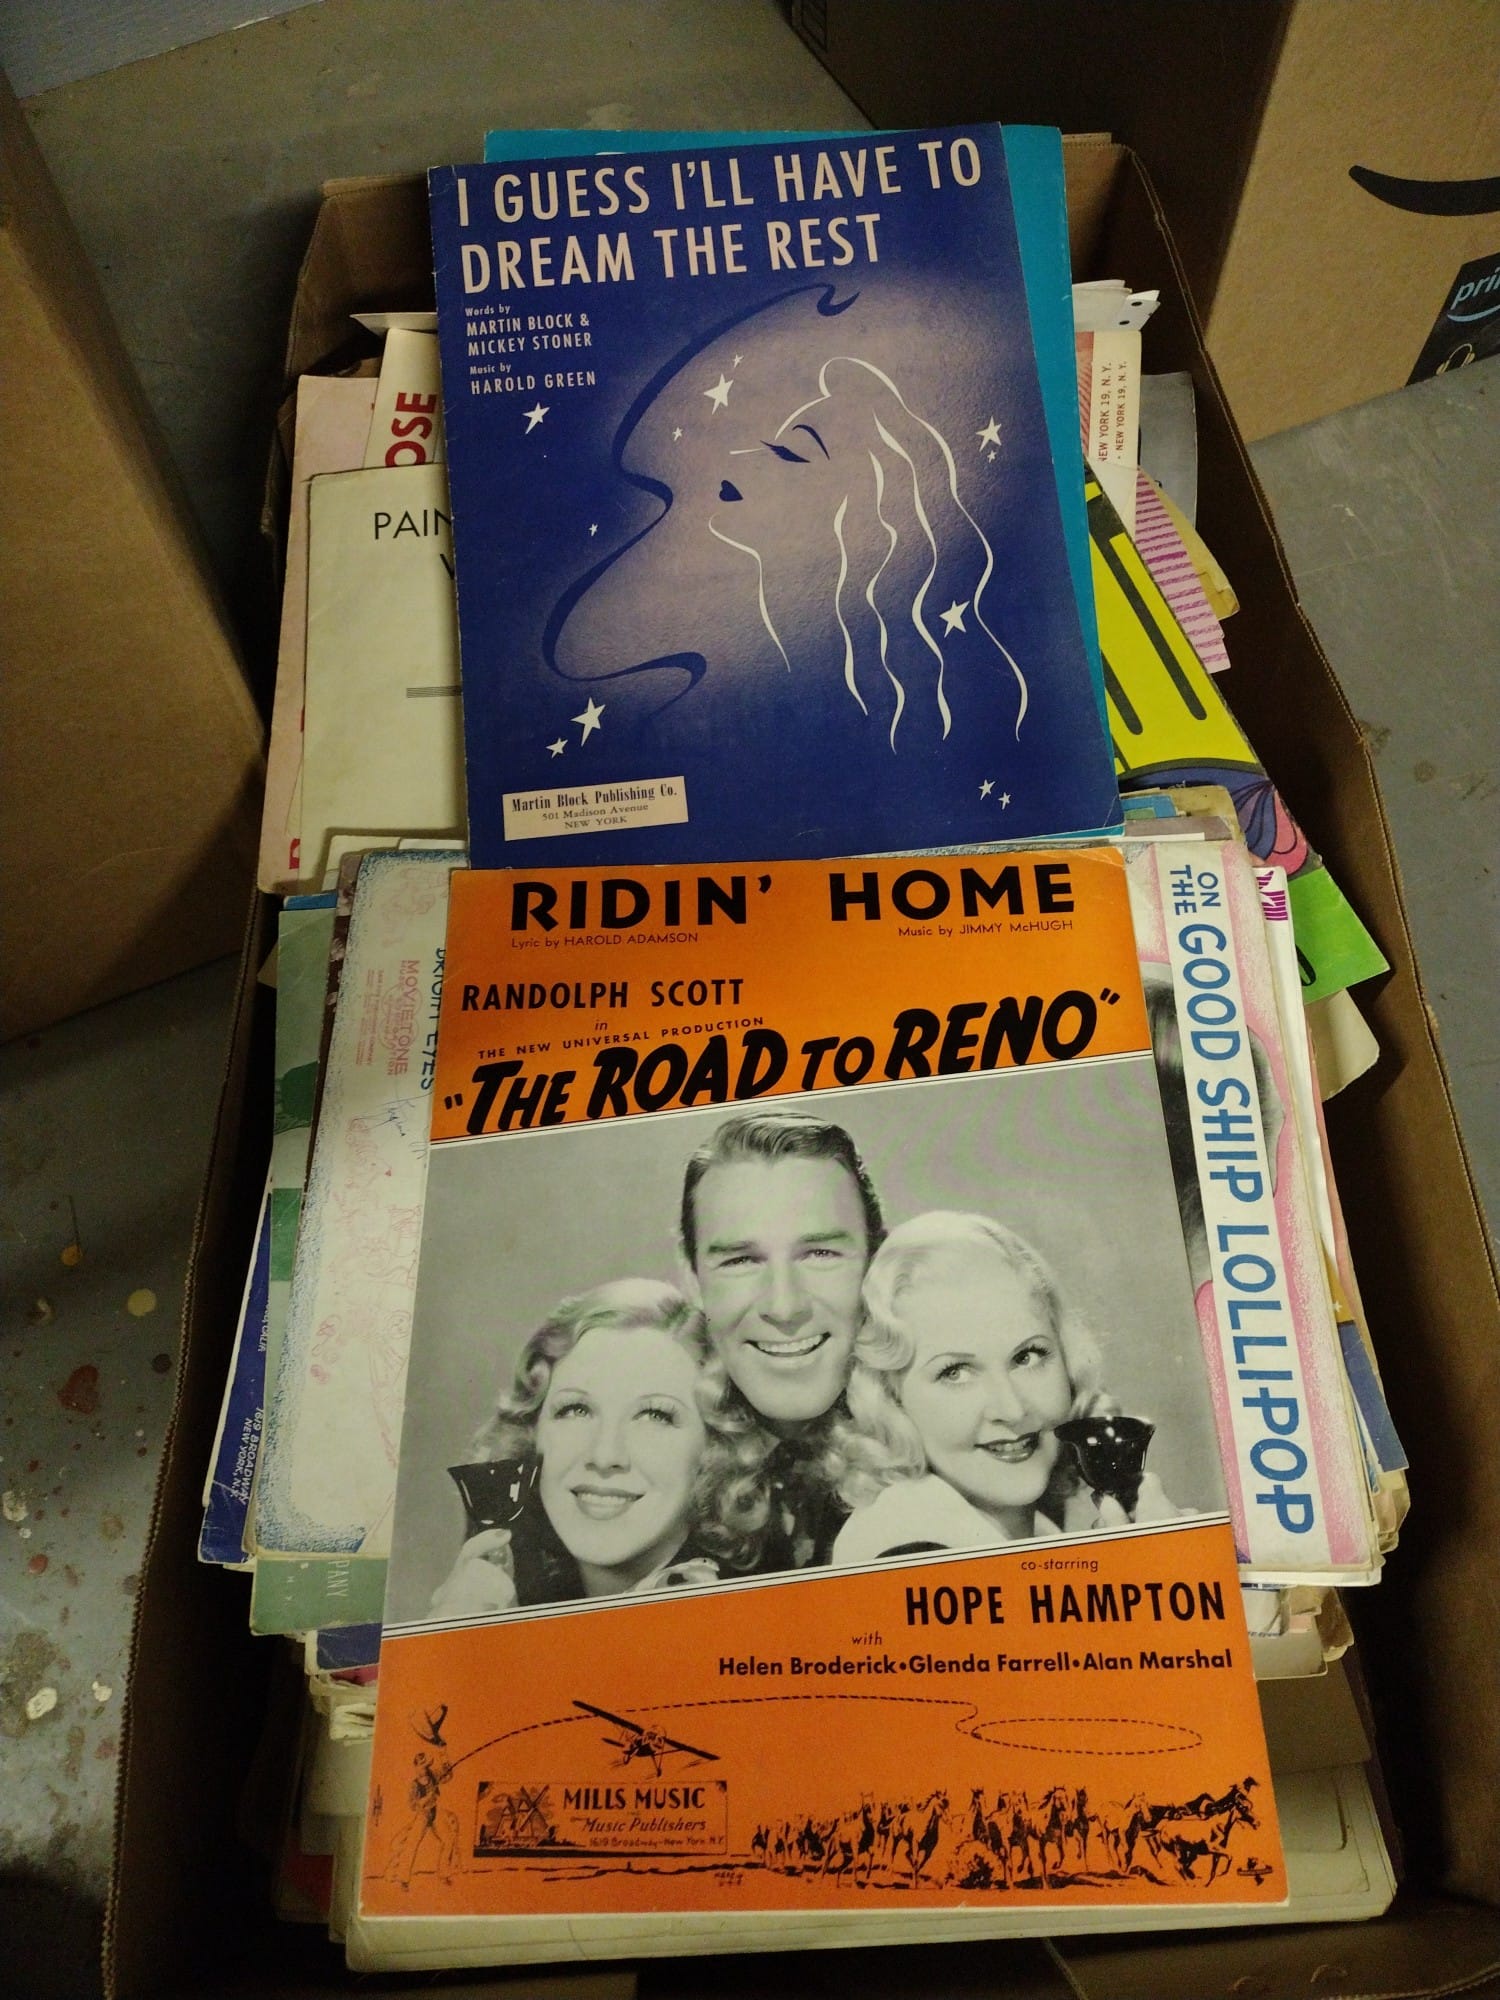 I GUESS I'LL HAVE TO
DREAM THE REST
Words by
MARTIN BLOCK &
MICKEY STONER
Music by
HAROLD GREEN
Martin Block Publishing Co.
501 Madison Avenue
NEW YORK
OSE
PAIN
NEW YORK 19, N.Y.
• NEW YORK 19, N.Y.
pri
RIDIN' HOME
Lyric by HAROLD ADAMSON
Music by JIMMY McHUGH
RANDOLPH SCOTT
in
THE NEW UNIVERSAL PRODUCTION
"THE ROAD TO RENO"
co-starring
HOPE HAMPTON
with
Helen Broderick•Glenda Farrell•Alan Marshal
MILLS MUSIC
Music Publishers
1619 Broadway-New York N.Y.
ON
THE GOOD SHIP LOLLIPOP
BRIGHT EYES
MOVIETONE
1619 BROADWAY
NEW YORK, N.Y.
PANY